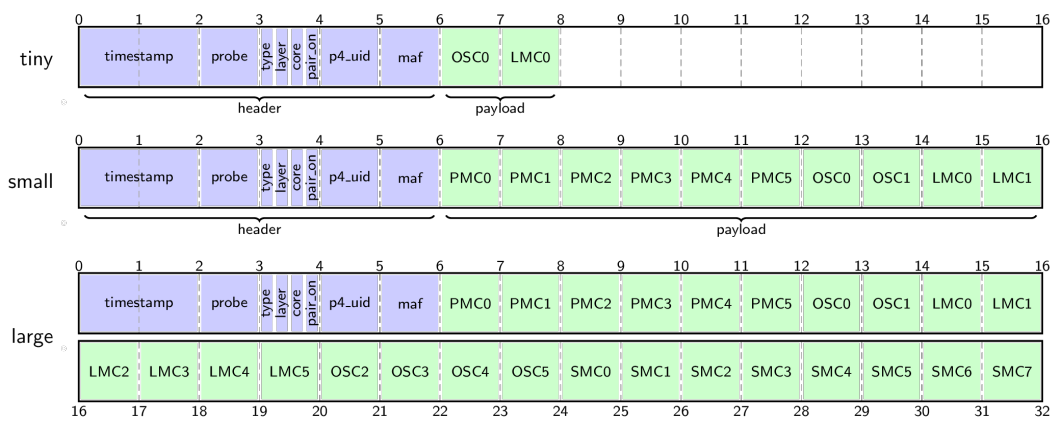 0 1 2 3 4 5 6 7 8 9 10 11 12 13 14 15 16
tiny timestamp probe type layer core pair_on p4_uid maf OSC0 LMC0
header payload
0 1 2 3 4 5 6 7 8 9 10 11 12 13 14 15 16
small timestamp probe type layer core pair_on p4_uid maf PMC0 PMC1 PMC2 PMC3 PMC4 PMC5 OSC0 OSC1 LMC0 LMC1
header payload
0 1 2 3 4 5 6 7 8 9 10 11 12 13 14 15 16
timestamp probe type layer core pair_on p4_uid maf PMC0 PMC1 PMC2 PMC3 PMC4 PMC5 OSC0 OSC1 LMC0 LMC1
large
LMC2 LMC3 LMC4 LMC5 OSC2 OSC3 OSC4 OSC5 SMC0 SMC1 SMC2 SMC3 SMC4 SMC5 SMC6 SMC7
16 17 18 19 20 21 22 23 24 25 26 27 28 29 30 31 32